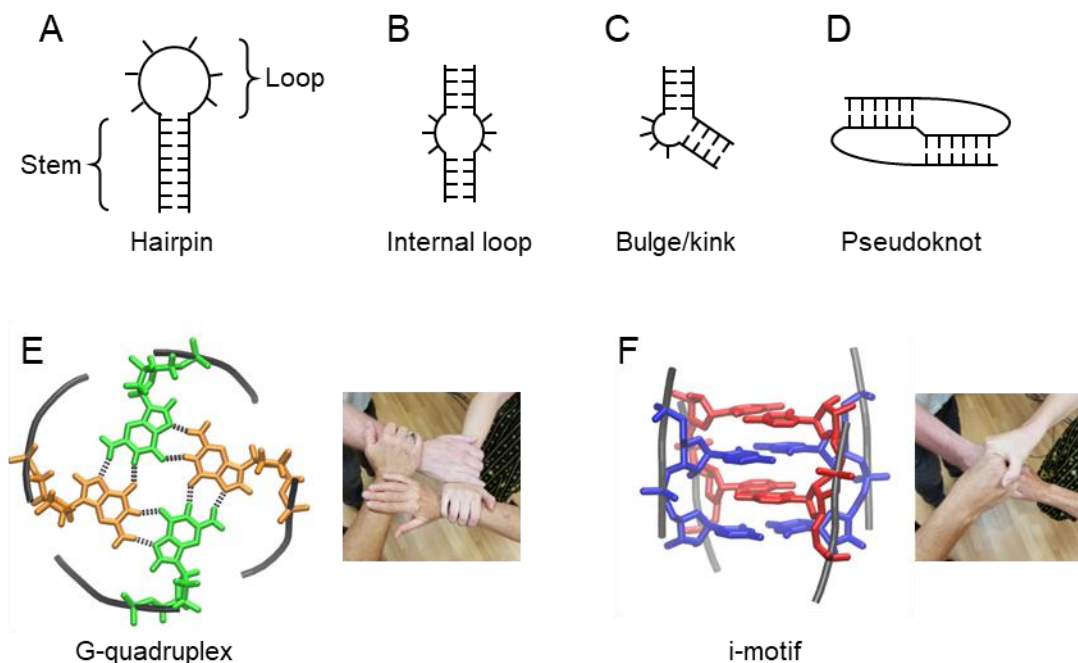 A
B
C
D
Loop
Stem
Hairpin
Internal loop
Bulge/kink
Pseudoknot
E
F
G-quadruplex
i-motif